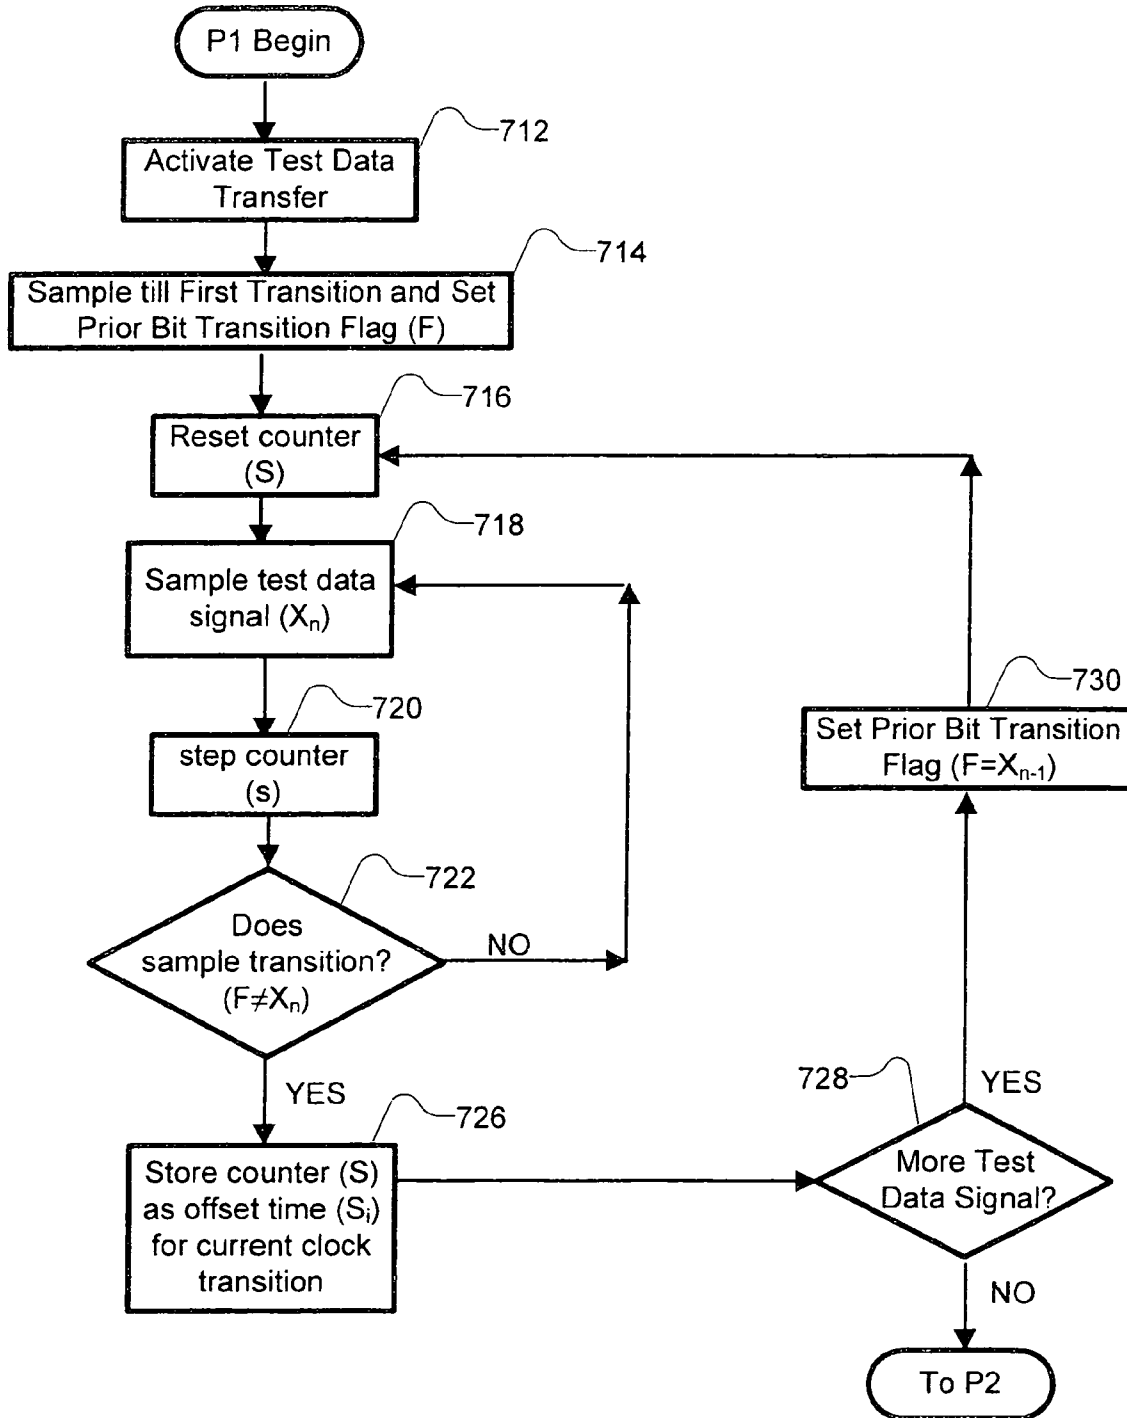 P1 Begin
712
Activate Test Data
Transfer
714
Sample till First Transition and Set
Prior Bit Transition Flag (F)
716
Reset counter
(S)
718
Sample test data
signal (Xₙ)
720
step counter
(s)
722
Does
sample transition?
(F≠Xₙ)
NO
YES
726
Store counter (S)
as offset time (Sᵢ)
for current clock
transition
728
More Test
Data Signal?
YES
730
Set Prior Bit Transition
Flag (F=Xₙ₋₁)
NO
To P2